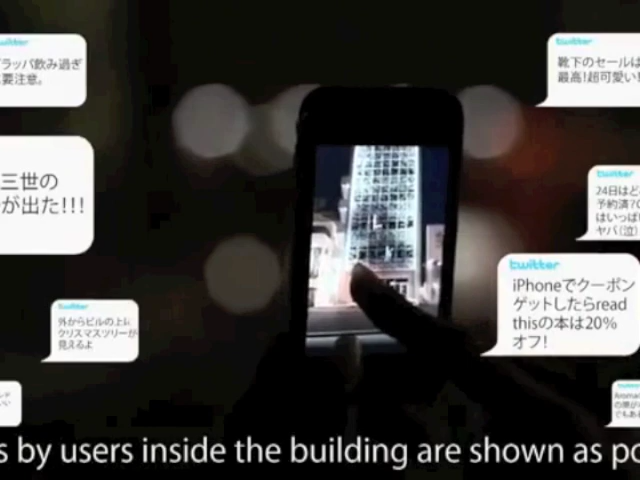 twitter
ラッパ飲み過ぎ
要注意。
twitter
靴下のセールは
最高!超可愛い!
三世の
が出た!!!
twitter
24日はど
はいっぱい
ヤバ(泣)
twitter
iPhoneでクーポン
ゲットしたらread
thisの本は20%
オフ!
twitter
外からビルの上に
クリスマスツリーが
見えるよ
s by users inside the building are shown as po